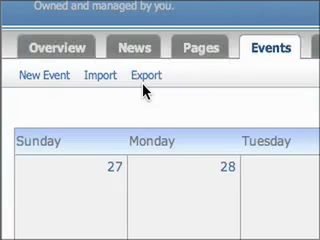 Owned and managed by you.
Overview News Pages Events
New Event Import Export
Sunday Monday Tuesday
27 28